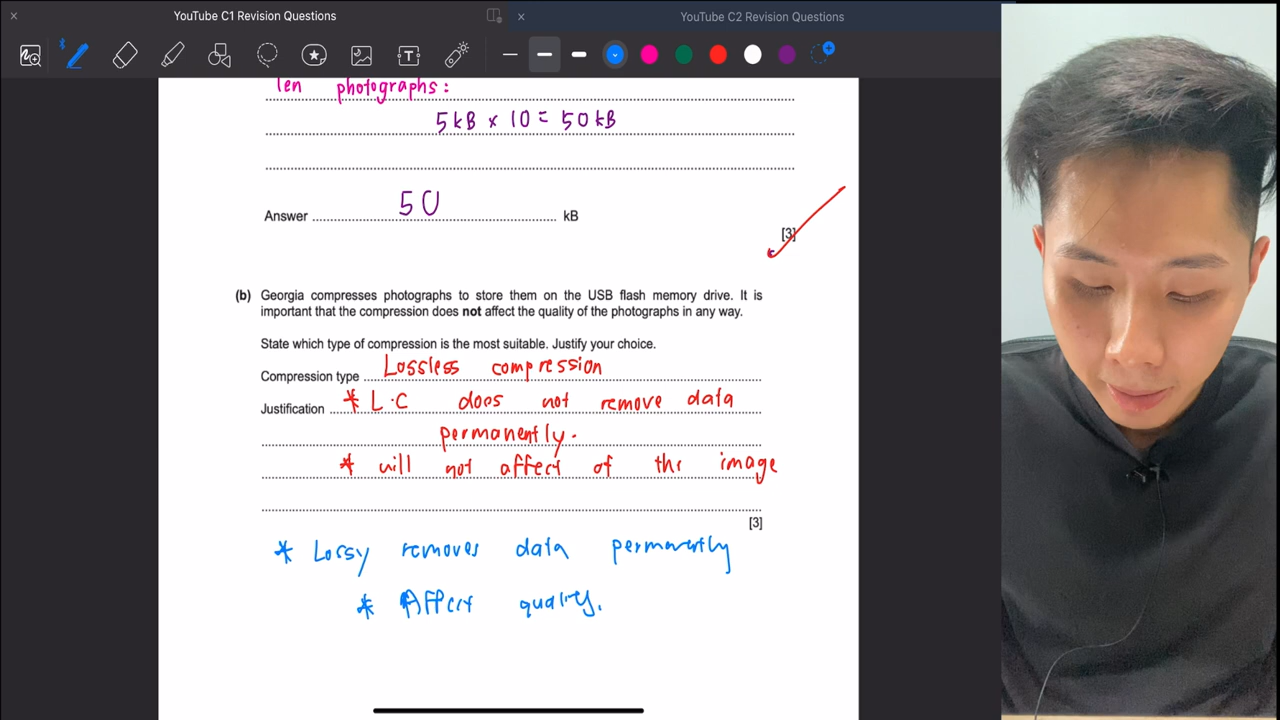 YouTube C1 Revision Questions
YouTube C2 Revision Questions
Ten photographs:
5kB x 10 = 50kB
Answer 50 kB
[3]
(b) Georgia compresses photographs to store them on the USB flash memory drive. It is
important that the compression does not affect the quality of the photographs in any way.
State which type of compression is the most suitable. Justify your choice.
Compression type Lossless compression
Justification * L.C does not remove data
permanently.
* will not affect of the image
[3]
* Lossy removes data permanently
* Affect quality.